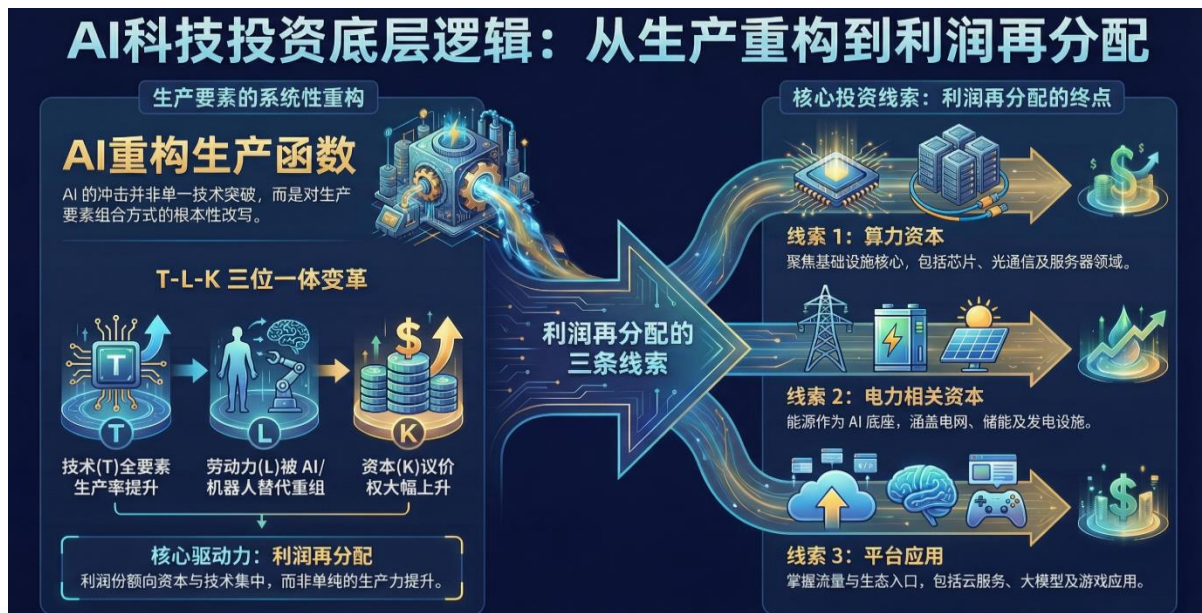 AI科技投资底层逻辑：从生产重构到利润再分配
生产要素的系统性重构
AI重构生产函数
AI 的冲击并非单一技术突破，而是对生产
要素组合方式的根本性改写。
T-L-K 三位一体变革
T
T
L
$
K
技术(T)全要素
生产率提升
劳动力(L)被 AI/
机器人替代重组
资本(K)议价
权大幅上升
核心驱动力：利润再分配
利润份额向资本与技术集中，而非单纯的生产力提升。
利润再分配的
三条线索
核心投资线索：利润再分配的终点
$ $
$
线索 1：算力资本
聚焦基础设施核心，包括芯片、光通信及服务器领域。
线索 2：电力相关资本
能源作为 AI 底座，涵盖电网、储能及发电设施。
</>
$
线索 3：平台应用
掌握流量与生态入口，包括云服务、大模型及游戏应用。